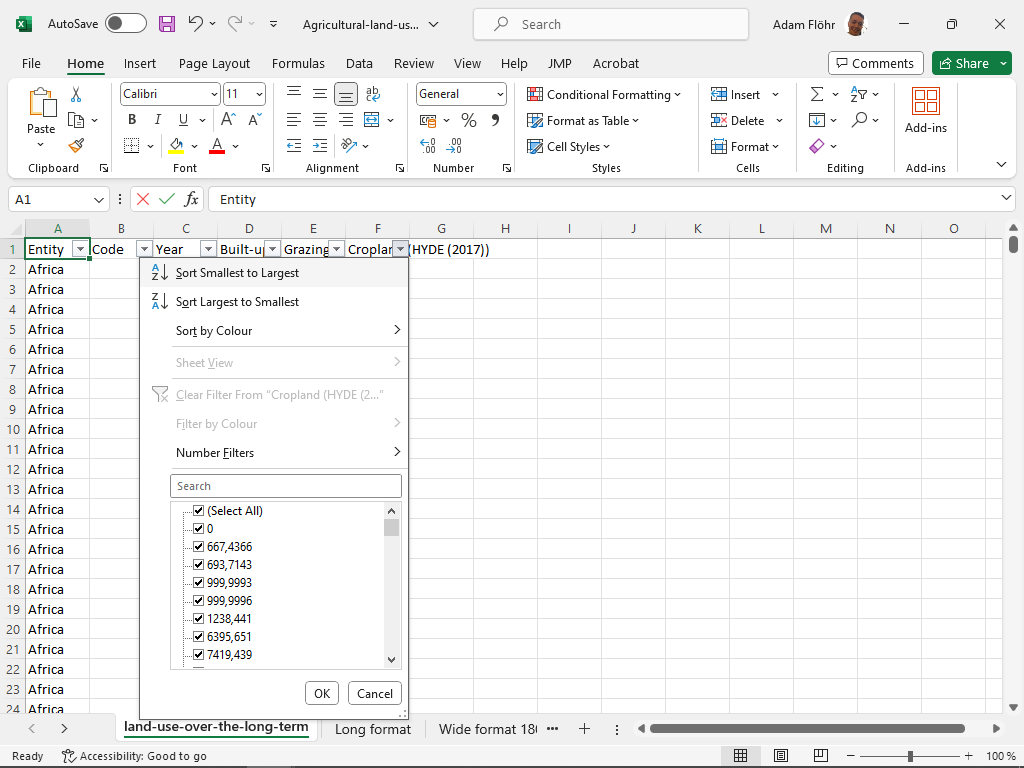 AutoSave
Agricultural-land-us...
Search
Adam Flöhr
File Home Insert Page Layout Formulas Data Review View Help JMP Acrobat
Comments
Share
Paste
Clipboard
Calibri 11
B I U
Font
Alignment
General
Number
Conditional Formatting
Format as Table
Cell Styles
Styles
Insert
Delete
Format
Cells
Editing
Add-ins
Add-ins
A1
fx
Entity
A B C D E F G H I J K L M N O
1 Entity Code Year Built-u Grazing Croplan (HYDE (2017))
2 Africa
3 Africa
4 Africa
5 Africa
6 Africa
7 Africa
8 Africa
9 Africa
10 Africa
11 Africa
12 Africa
13 Africa
14 Africa
15 Africa
16 Africa
17 Africa
18 Africa
19 Africa
20 Africa
21 Africa
22 Africa
23 Africa
24 Africa
Sort Smallest to Largest
Sort Largest to Smallest
Sort by Colour
Sheet View
Clear Filter From "Cropland (HYDE (2..."
Filter by Colour
Number Filters
Search
(Select All)
0
667,4366
693,7143
999,9993
999,9996
1238,441
6395,651
7419,439
OK Cancel
land-use-over-the-long-term Long format Wide format 18
Ready Accessibility: Good to go 100 %